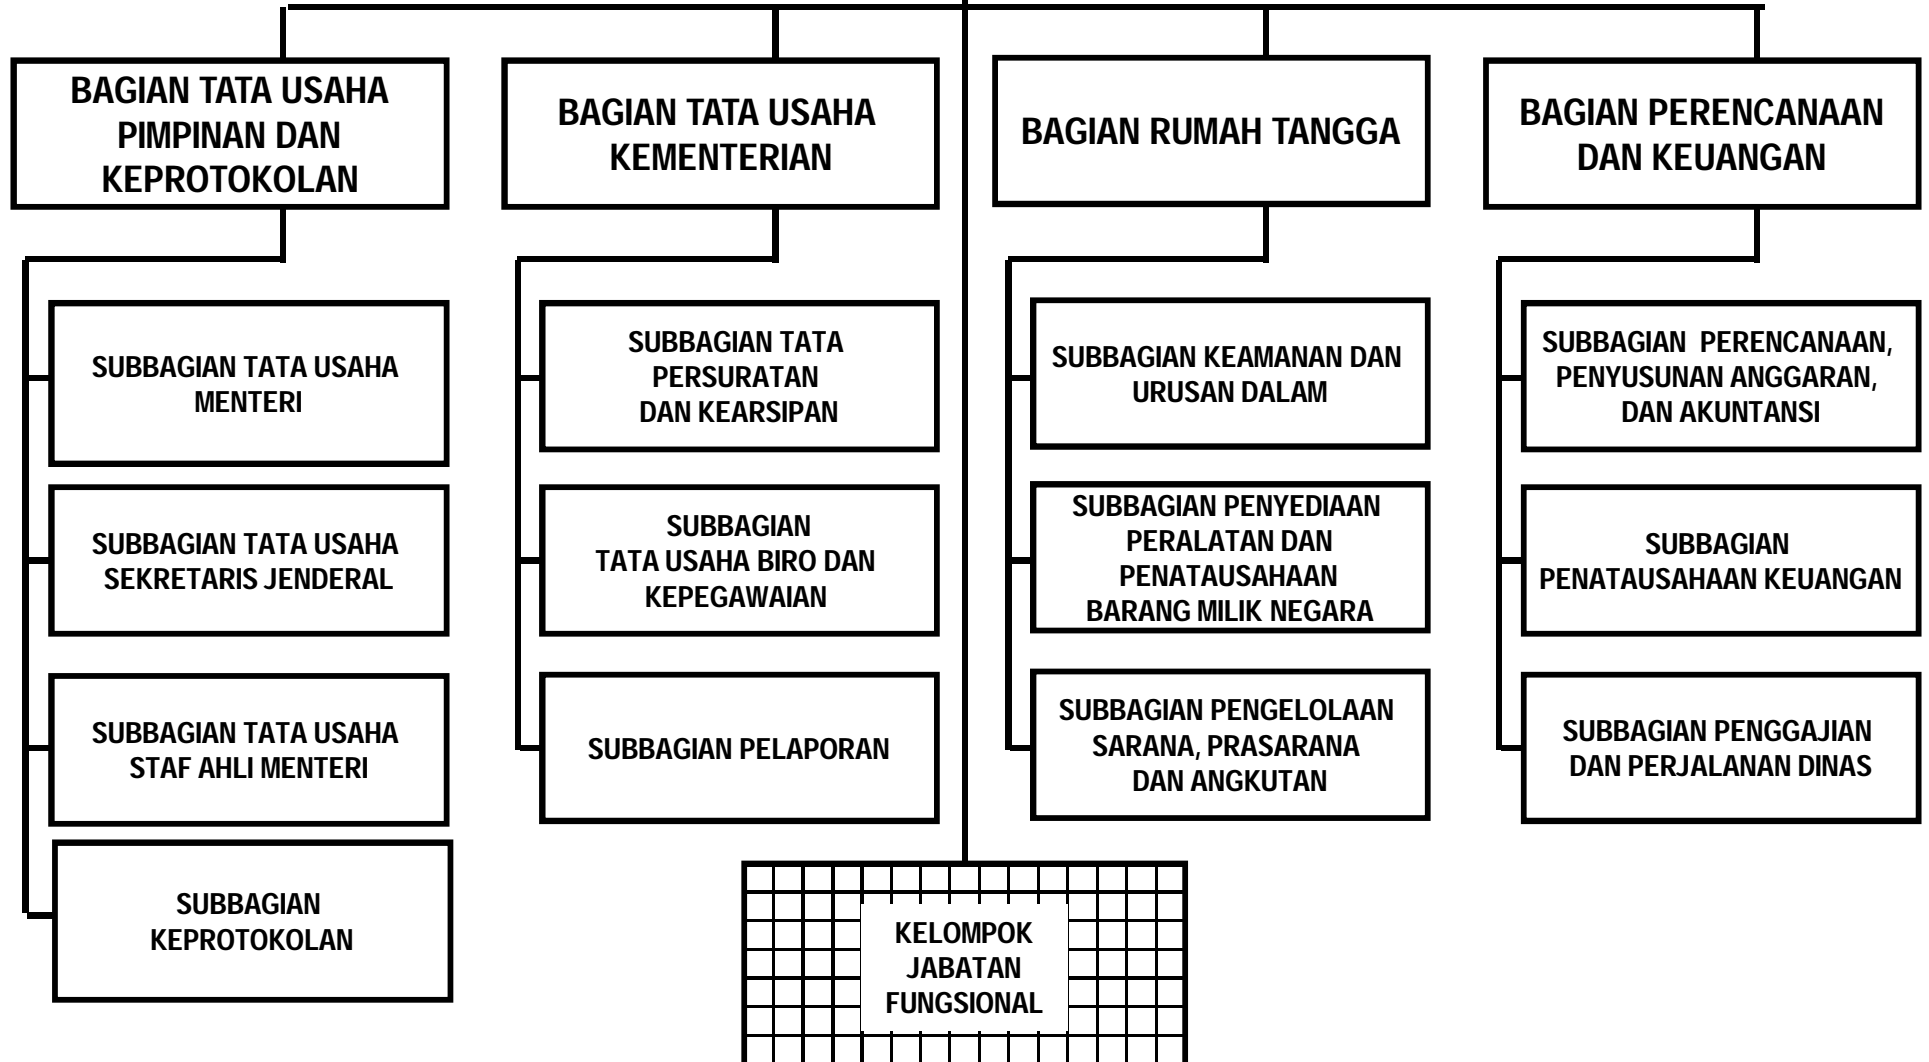 BAGIAN TATA USAHA
PIMPINAN DAN
KEPROTOKOLAN
BAGIAN TATA USAHA
KEMENTERIAN
BAGIAN RUMAH TANGGA
BAGIAN PERENCANAAN
DAN KEUANGAN
SUBBAGIAN TATA USAHA
MENTERI
SUBBAGIAN TATA USAHA
SEKRETARIS JENDERAL
SUBBAGIAN TATA USAHA
STAF AHLI MENTERI
SUBBAGIAN
KEPROTOKOLAN
SUBBAGIAN TATA
PERSURATAN
DAN KEARSIPAN
SUBBAGIAN
TATA USAHA BIRO DAN
KEPEGAWAIAN
SUBBAGIAN PELAPORAN
SUBBAGIAN KEAMANAN DAN
URUSAN DALAM
SUBBAGIAN PENYEDIAAN
PERALATAN DAN
PENATAUSAHAAN
BARANG MILIK NEGARA
SUBBAGIAN PENGELOLAAN
SARANA, PRASARANA
DAN ANGKUTAN
SUBBAGIAN PERENCANAAN,
PENYUSUNAN ANGGARAN,
DAN AKUNTANSI
SUBBAGIAN
PENATAUSAHAAN KEUANGAN
SUBBAGIAN PENGGAJIAN
DAN PERJALANAN DINAS
KELOMPOK
JABATAN
FUNGSIONAL